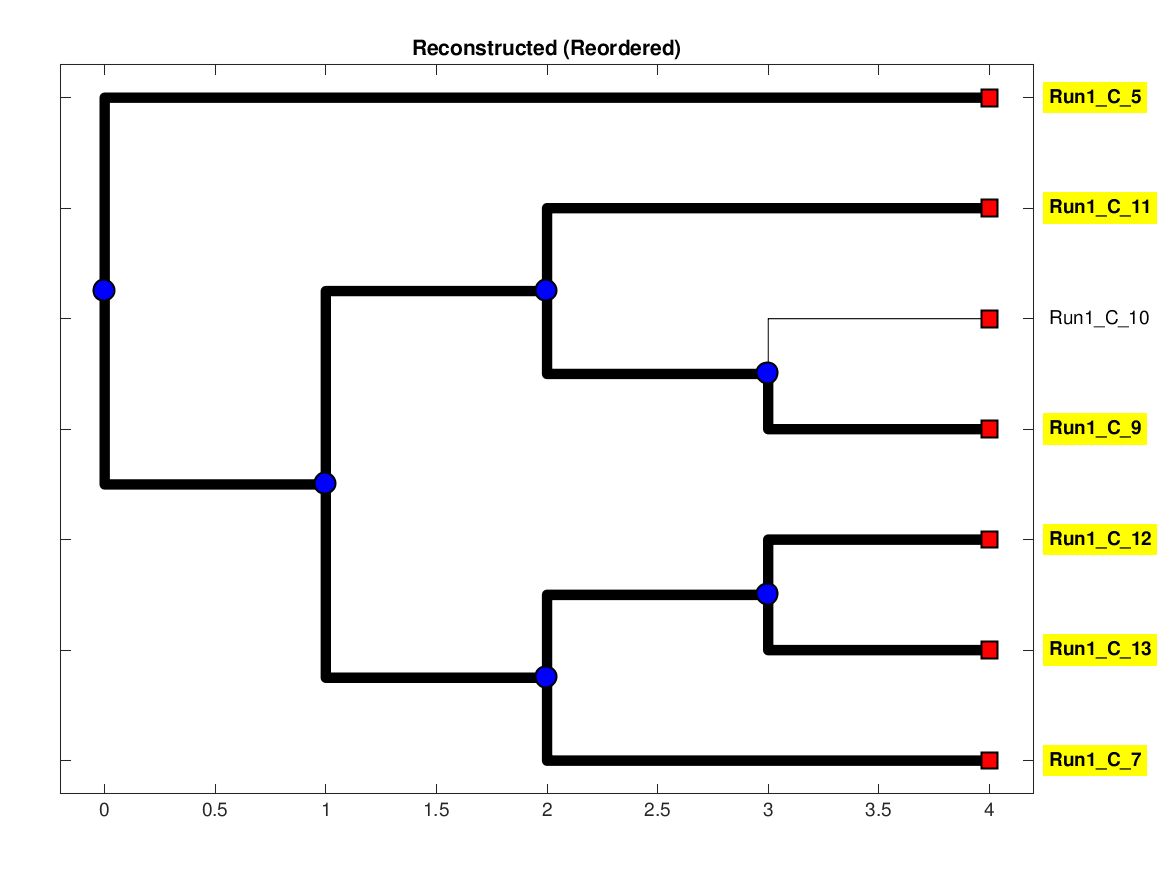 Reconstructed (Reordered)
Run1_C_5
Run1_C_11
Run1_C_10
Run1_C_9
Run1_C_12
Run1_C_13
Run1_C_7
0 0.5 1 1.5 2 2.5 3 3.5 4